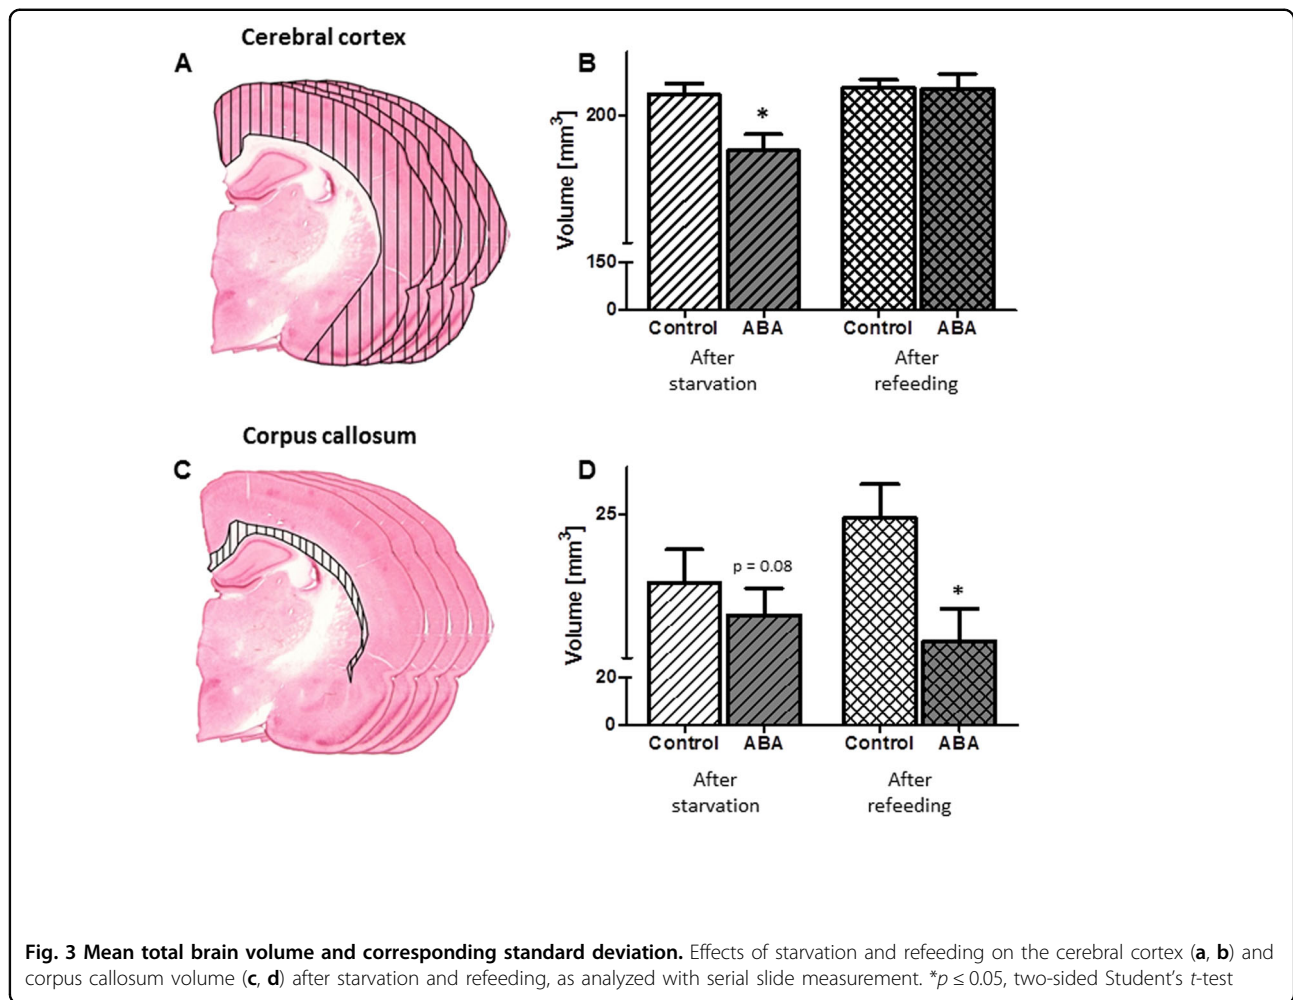 Cerebral cortex
A
B
Volume [mm³]
200
150
0
*
Control ABA Control ABA
After starvation
After refeeding
Corpus callosum
C
D
Volume [mm³]
25
20
0
p = 0.08
*
Control ABA Control ABA
After starvation
After refeeding
Fig. 3 Mean total brain volume and corresponding standard deviation. Effects of starvation and refeeding on the cerebral cortex (a, b) and
corpus callosum volume (c, d) after starvation and refeeding, as analyzed with serial slide measurement. *p ≤ 0.05, two-sided Student's t-test